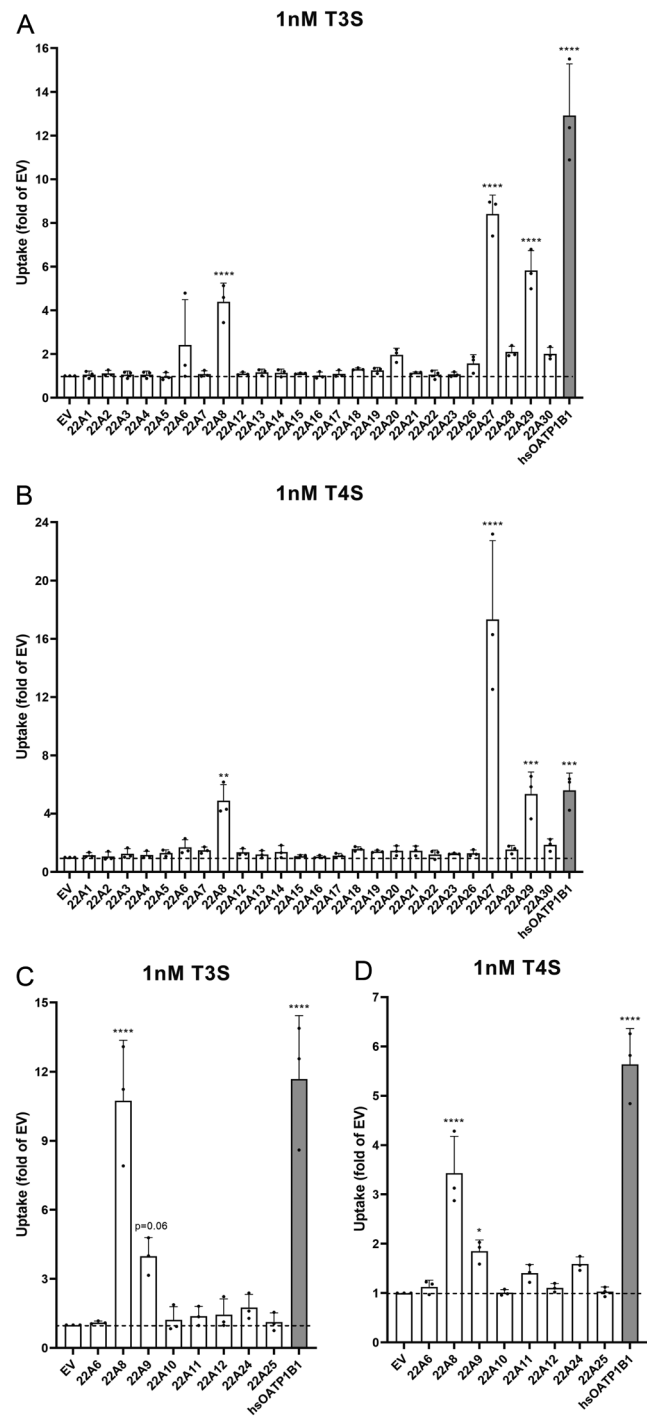 A
1nM T3S
Uptake (fold of EV)
16
14
12
10
8
6
4
2
0
****
****
****
****
EV
22A1
22A2
22A3
22A4
22A5
22A6
22A7
22A8
22A12
22A13
22A14
22A15
22A16
22A17
22A18
22A19
22A20
22A21
22A22
22A23
22A26
22A27
22A28
22A29
22A30
hsOATP1B1
B
1nM T4S
Uptake (fold of EV)
24
20
16
12
8
4
0
**
****
***
***
EV
22A1
22A2
22A3
22A4
22A5
22A6
22A7
22A8
22A12
22A13
22A14
22A15
22A16
22A17
22A18
22A19
22A20
22A21
22A22
22A23
22A26
22A27
22A28
22A29
22A30
hsOATP1B1
C
1nM T3S
Uptake (fold of EV)
15
12
9
6
3
0
****
p=0.06
****
EV
22A6
22A8
22A9
22A10
22A11
22A12
22A24
22A25
hsOATP1B1
D
1nM T4S
Uptake (fold of EV)
7
6
5
4
3
2
1
0
****
*
****
EV
22A6
22A8
22A9
22A10
22A11
22A12
22A24
22A25
hsOATP1B1